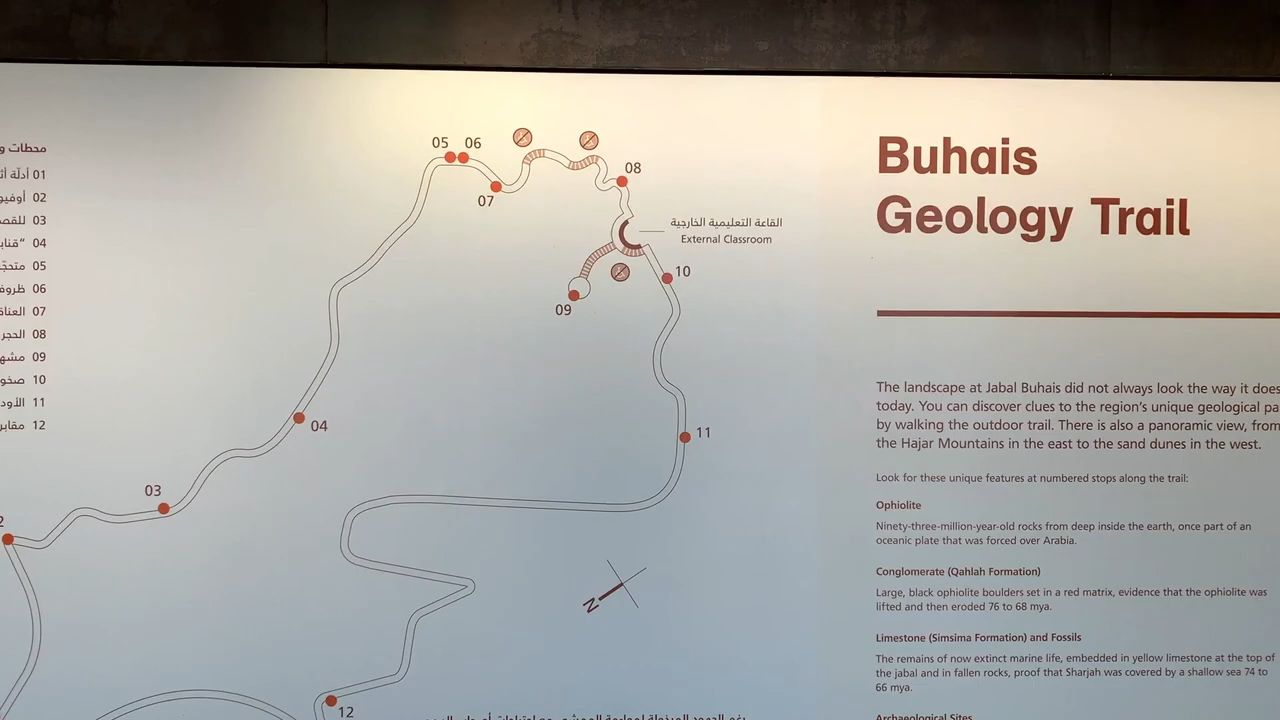 محطات
01
02
03
04
05
06
07
08
09
10
11
12
05 06
07
08
القاعة التعليمية الخارجية
External Classroom
10
09
04
11
03
12
N
Buhais
Geology Trail
The landscape at Jabal Buhais did not always look the way it does
today. You can discover clues to the region's unique geological
by walking the outdoor trail. There is also a panoramic view, from
the Hajar Mountains in the east to the sand dunes in the west.
Look for these unique features at numbered stops along the trail:
Ophiolite
Ninety-three-million-year-old rocks from deep inside the earth, once part of an
oceanic plate that was forced over Arabia.
Conglomerate (Qahlah Formation)
Large, black ophiolite boulders set in a red matrix, evidence that the ophiolite was
lifted and then eroded 76 to 68 mya.
Limestone (Simsima Formation) and Fossils
The remains of now extinct marine life, embedded in yellow limestone at the top of
the jabal and in fallen rocks, proof that Sharjah was covered by a shallow sea 74 to
66 mya.
Archaeological Sites